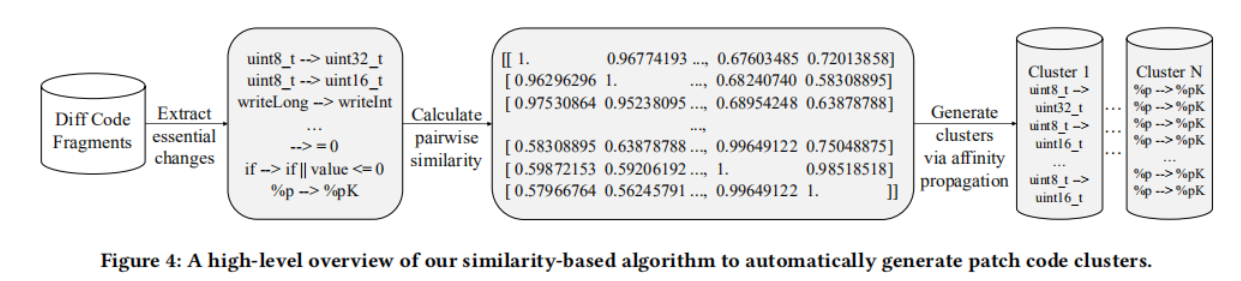 Diff Code
Fragments
Extract
essential
changes
uint8_t --> uint32_t
uint8_t --> uint16_t
writeLong --> writeInt
...
--> = 0
if --> if || value <= 0
%p --> %pK
Calculate
pairwise
similarity
[[ 1. 0.96774193 ..., 0.67603485 0.72013858]
[ 0.96296296 1. ..., 0.68240740 0.58308895]
[ 0.97530864 0.95238095 ..., 0.68954248 0.63878788]
...,
[ 0.58308895 0.63878788 ..., 0.99649122 0.75048875]
[ 0.59872153 0.59206192 ..., 1. 0.98518518]
[ 0.57966764 0.56245791 ..., 0.99649122 1. ]]
Generate
clusters
via affinity
propagation
Cluster 1
uint8_t -->
uint32_t
uint8_t -->
uint16_t
...
uint8_t -->
uint16_t
...
...
Cluster N
%p --> %pK
%p --> %pK
%p --> %pK
%p --> %pK
...
%p --> %pK
%p --> %pK
Figure 4: A high-level overview of our similarity-based algorithm to automatically generate patch code clusters.